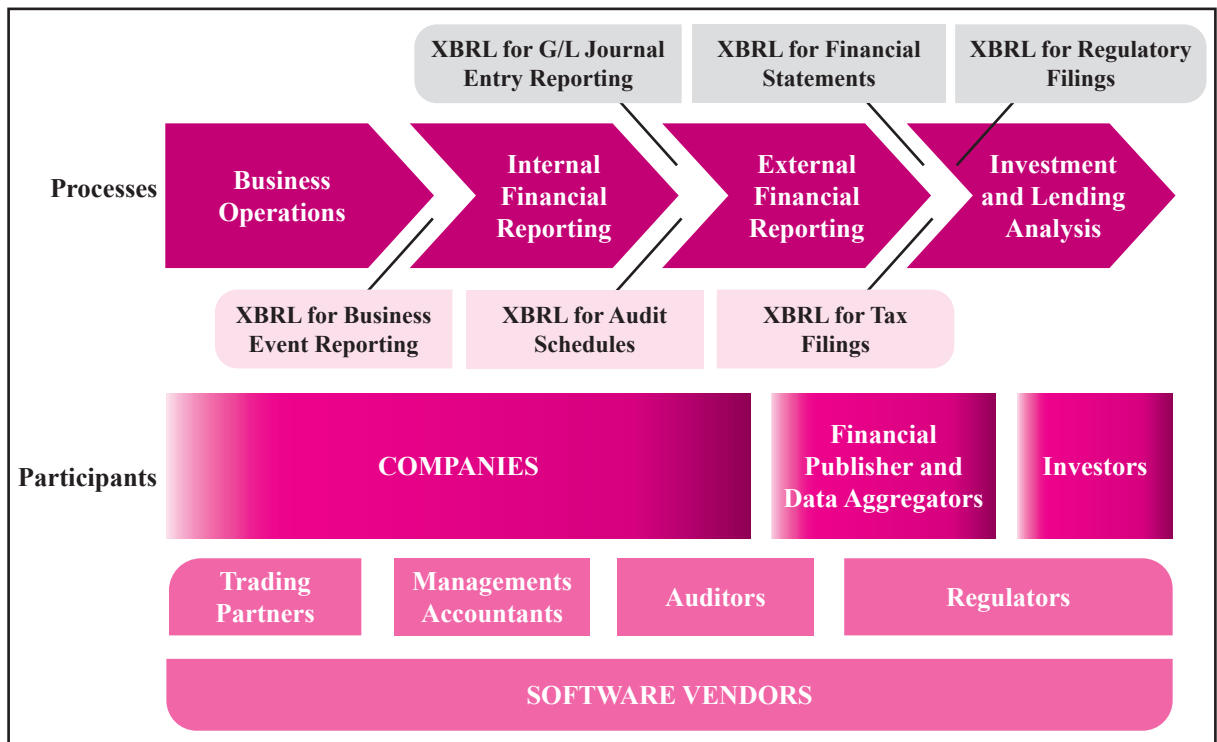 XBRL for G/L Journal
Entry Reporting
XBRL for Financial
Statements
XBRL for Regulatory
Filings
Processes
Business
Operations
Internal
Financial
Reporting
External
Financial
Reporting
Investment
and Lending
Analysis
XBRL for Business
Event Reporting
XBRL for Audit
Schedules
XBRL for Tax
Filings
Participants
COMPANIES
Financial
Publisher and
Data Aggregators
Investors
Trading
Partners
Managements
Accountants
Auditors
Regulators
SOFTWARE VENDORS